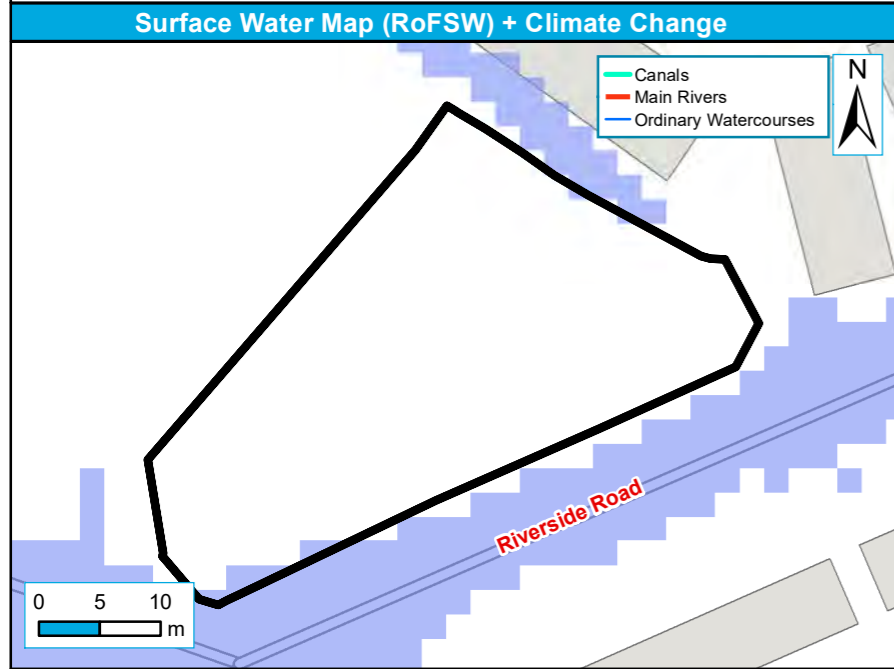 Surface Water Map (RoFSW) + Climate Change
Canals
Main Rivers
Ordinary Watercourses
N
Riverside Road
0 5 10
m